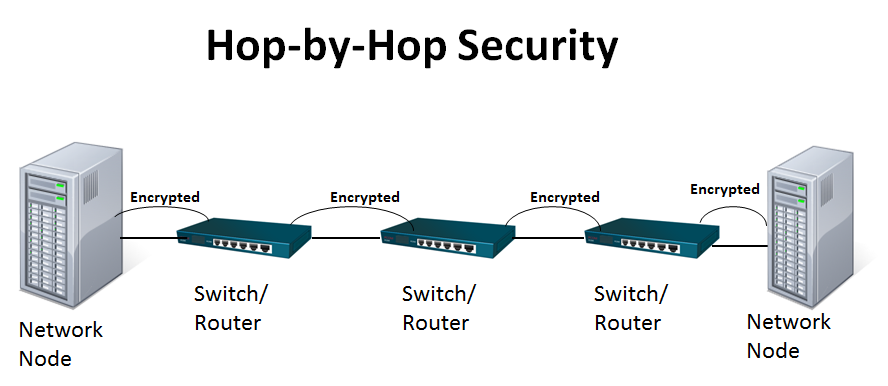 Hop-by-Hop Security
Encrypted
Encrypted
Encrypted
Encrypted
Switch/
Router
Switch/
Router
Switch/
Router
Network
Node
Network
Node